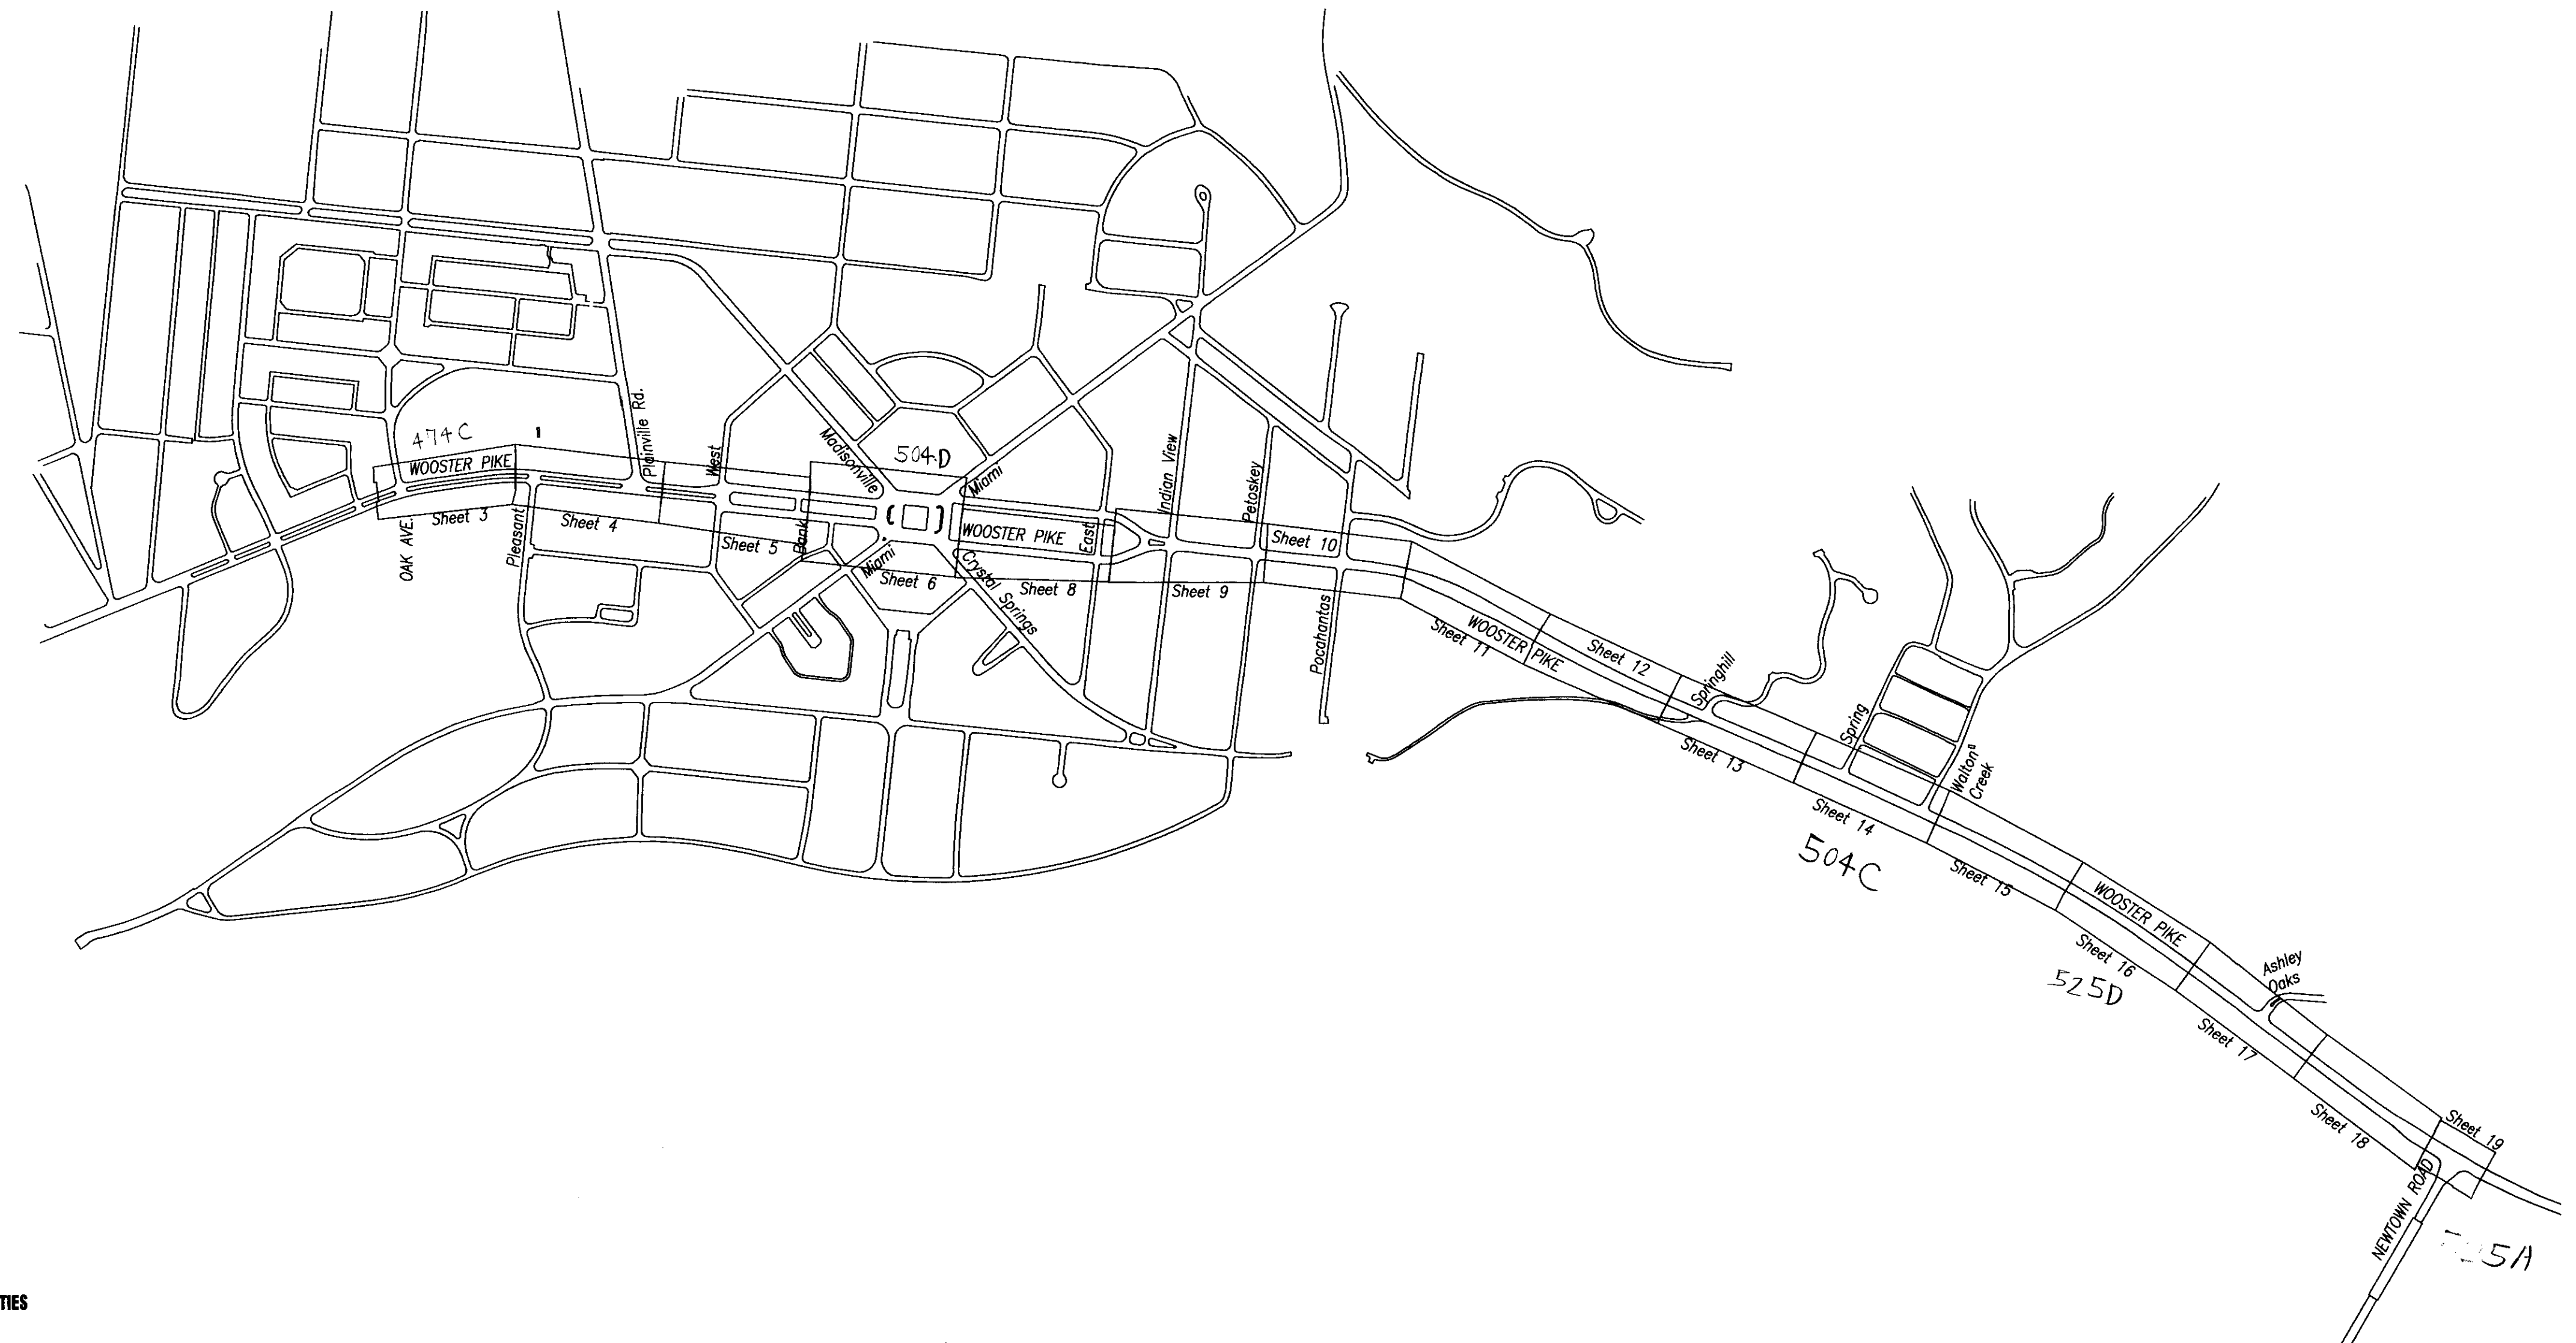 474C
WOOSTER PIKE
Sheet 3
OAK AVE.
Pleasant
Sheet 4
Plainville Rd.
West
Sheet 5
Bank
Madisonville
504D
Miami
Miami
Sheet 6
Crystal Springs
WOOSTER PIKE
East
Sheet 8
Indian View
Sheet 9
Petoskey
Sheet 10
Pocahontas
Sheet 11
WOOSTER PIKE
Sheet 12
Springhill
Sheet 13
Spring
Sheet 14
Walton
Creek
504C
Sheet 15
WOOSTER PIKE
Sheet 16
525D
Ashley
Oaks
Sheet 17
Sheet 18
Sheet 19
NEWTOWN ROAD
5A
TIES